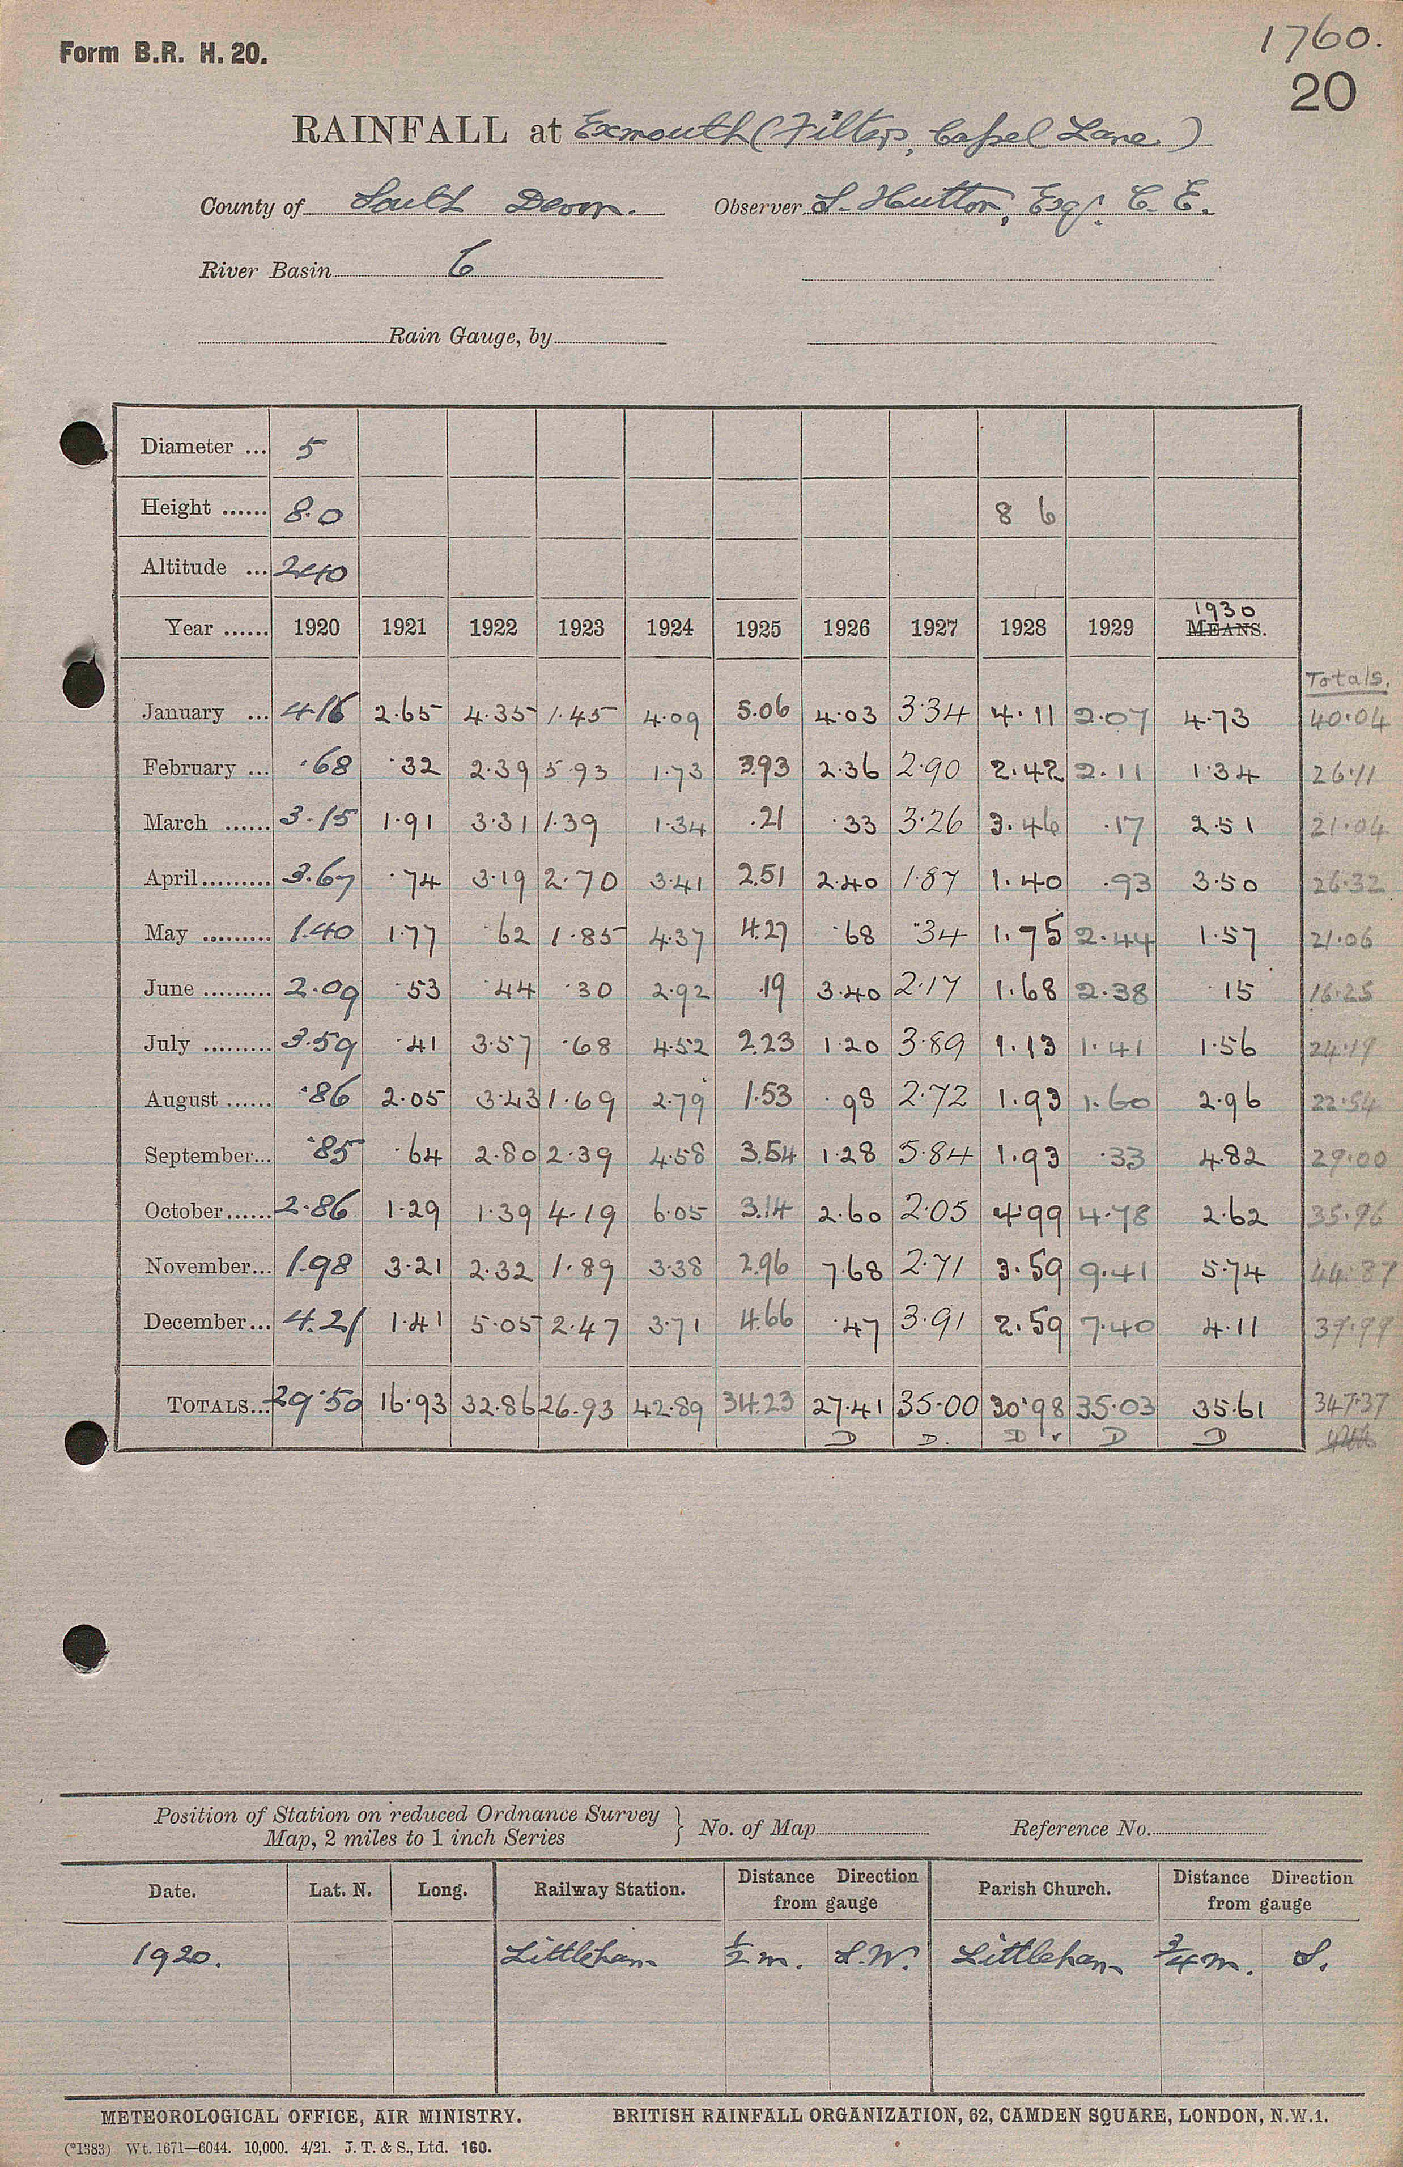 Form B.R. H. 20.
1760.
20
RAINFALL at Exmouth (Filters, Capel Lane.)
County of South Devon. Observer S. Hutton, Esq. C.E.
River Basin 6
Rain Gauge, by
Diameter ... 5
Height ...... 8.0 8 6
Altitude ... 240
1930
Year ...... 1920 1921 1922 1923 1924 1925 1926 1927 1928 1929 MEANS.
Totals.
January ... 4.16 2.65 4.35 1.45 4.09 5.06 4.03 3.34 4.11 2.07 4.73 40.04
February ... .68 .32 2.39 5.93 1.73 3.93 2.36 2.90 2.42 2.11 1.34 26.11
March ...... 3.15 1.91 3.31 1.39 1.34 .21 .33 3.26 3.46 .17 2.51 21.04
April ......... 3.67 .74 3.19 2.70 3.41 2.51 2.40 1.87 1.40 .93 3.50 26.32
May ......... 1.40 1.77 .62 1.85 4.37 4.27 .68 .34 1.75 2.44 1.57 21.06
June ......... 2.09 .53 .44 .30 2.92 .19 3.40 2.17 1.68 2.38 .15 16.25
July ......... 3.59 .41 3.57 .68 4.52 2.23 1.20 3.89 1.13 1.41 1.56 24.19
August ...... .86 2.05 3.43 1.69 2.79 1.53 .98 2.72 1.93 1.60 2.96 22.54
September... .85 .64 2.80 2.39 4.58 3.54 1.28 5.84 1.93 .33 4.82 29.00
October ...... 2.86 1.29 1.39 4.19 6.05 3.14 2.60 2.05 4.99 4.78 2.62 35.96
November... 1.98 3.21 2.32 1.89 3.38 2.96 7.68 2.71 3.59 9.41 5.74 44.87
December... 4.21 1.41 5.05 2.47 3.71 4.66 .47 3.91 2.59 7.40 4.11 39.99
TOTALS... 29.50 16.93 32.86 26.93 42.89 34.23 27.41 35.00 30.98 35.03 35.61 347.37
D D. D D D
Position of Station on reduced Ordnance Survey
Map, 2 miles to 1 inch Series } No. of Map Reference No.
Date. Lat. N. Long. Railway Station. Distance Direction from gauge Parish Church. Distance Direction from gauge
1920. Littleham 1/2 m. S.W. Littleham 3/4 m. S.
METEOROLOGICAL OFFICE, AIR MINISTRY. BRITISH RAINFALL ORGANIZATION, 62, CAMDEN SQUARE, LONDON, N.W.1.
(*1383) Wt. 1671—6044. 10,000. 4/21. J. T. & S., Ltd. 160.